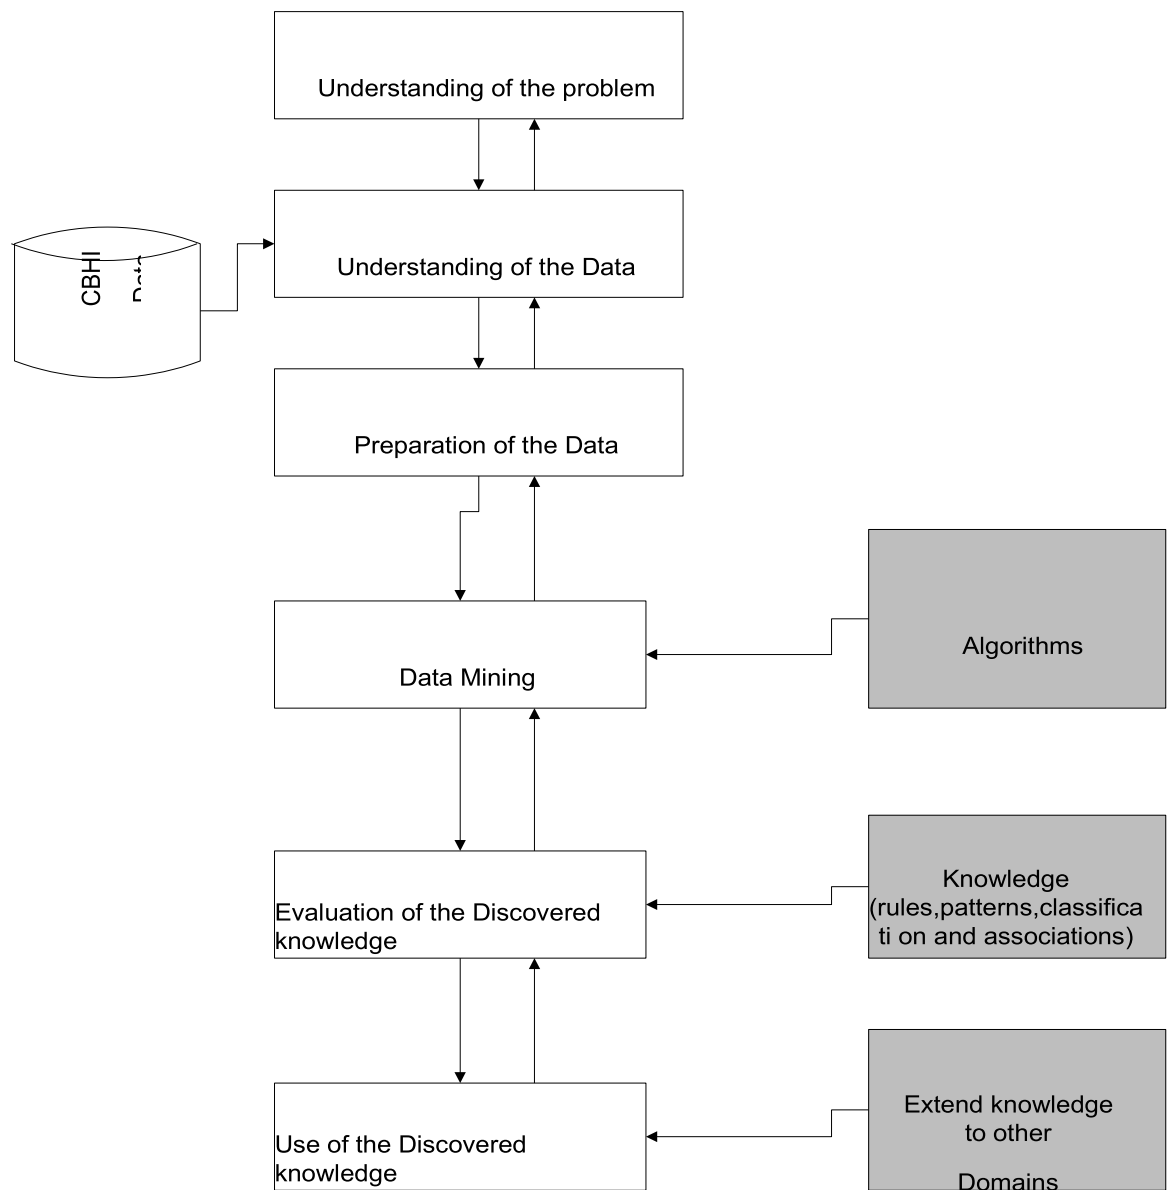 Understanding of the problem
Understanding of the Data
CBHI
Data
Preparation of the Data
Algorithms
Data Mining
Knowledge
(rules,patterns,classifica
ti on and associations)
Evaluation of the Discovered
knowledge
Extend knowledge
to other
Domains
Use of the Discovered
knowledge